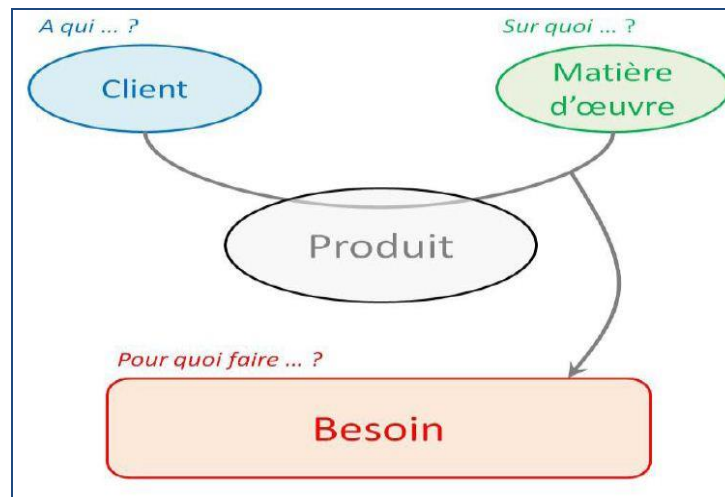 A qui ... ?
Sur quoi ... ?
Client
Matière
d'œuvre
Produit
Pour quoi faire ... ?
Besoin